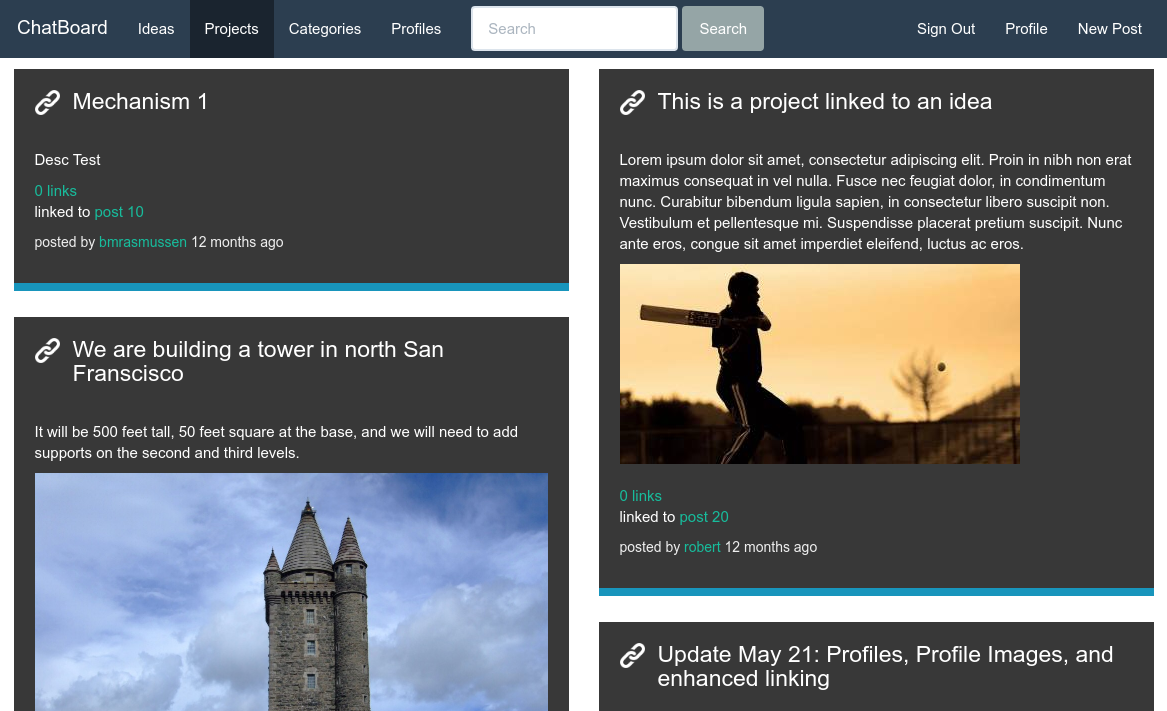 ChatBoard Ideas Projects Categories Profiles Search Search Sign Out Profile New Post
Mechanism 1
Desc Test
0 links
linked to post 10
posted by bmrasmussen 12 months ago
We are building a tower in north San
Franscisco
It will be 500 feet tall, 50 feet square at the base, and we will need to add
supports on the second and third levels.
This is a project linked to an idea
Lorem ipsum dolor sit amet, consectetur adipiscing elit. Proin in nibh non erat
maximus consequat in vel nulla. Fusce nec feugiat dolor, in condimentum
nunc. Curabitur bibendum ligula sapien, in consectetur libero suscipit non.
Vestibulum et pellentesque mi. Suspendisse placerat pretium suscipit. Nunc
ante eros, congue sit amet imperdiet eleifend, luctus ac eros.
0 links
linked to post 20
posted by robert 12 months ago
Update May 21: Profiles, Profile Images, and
enhanced linking